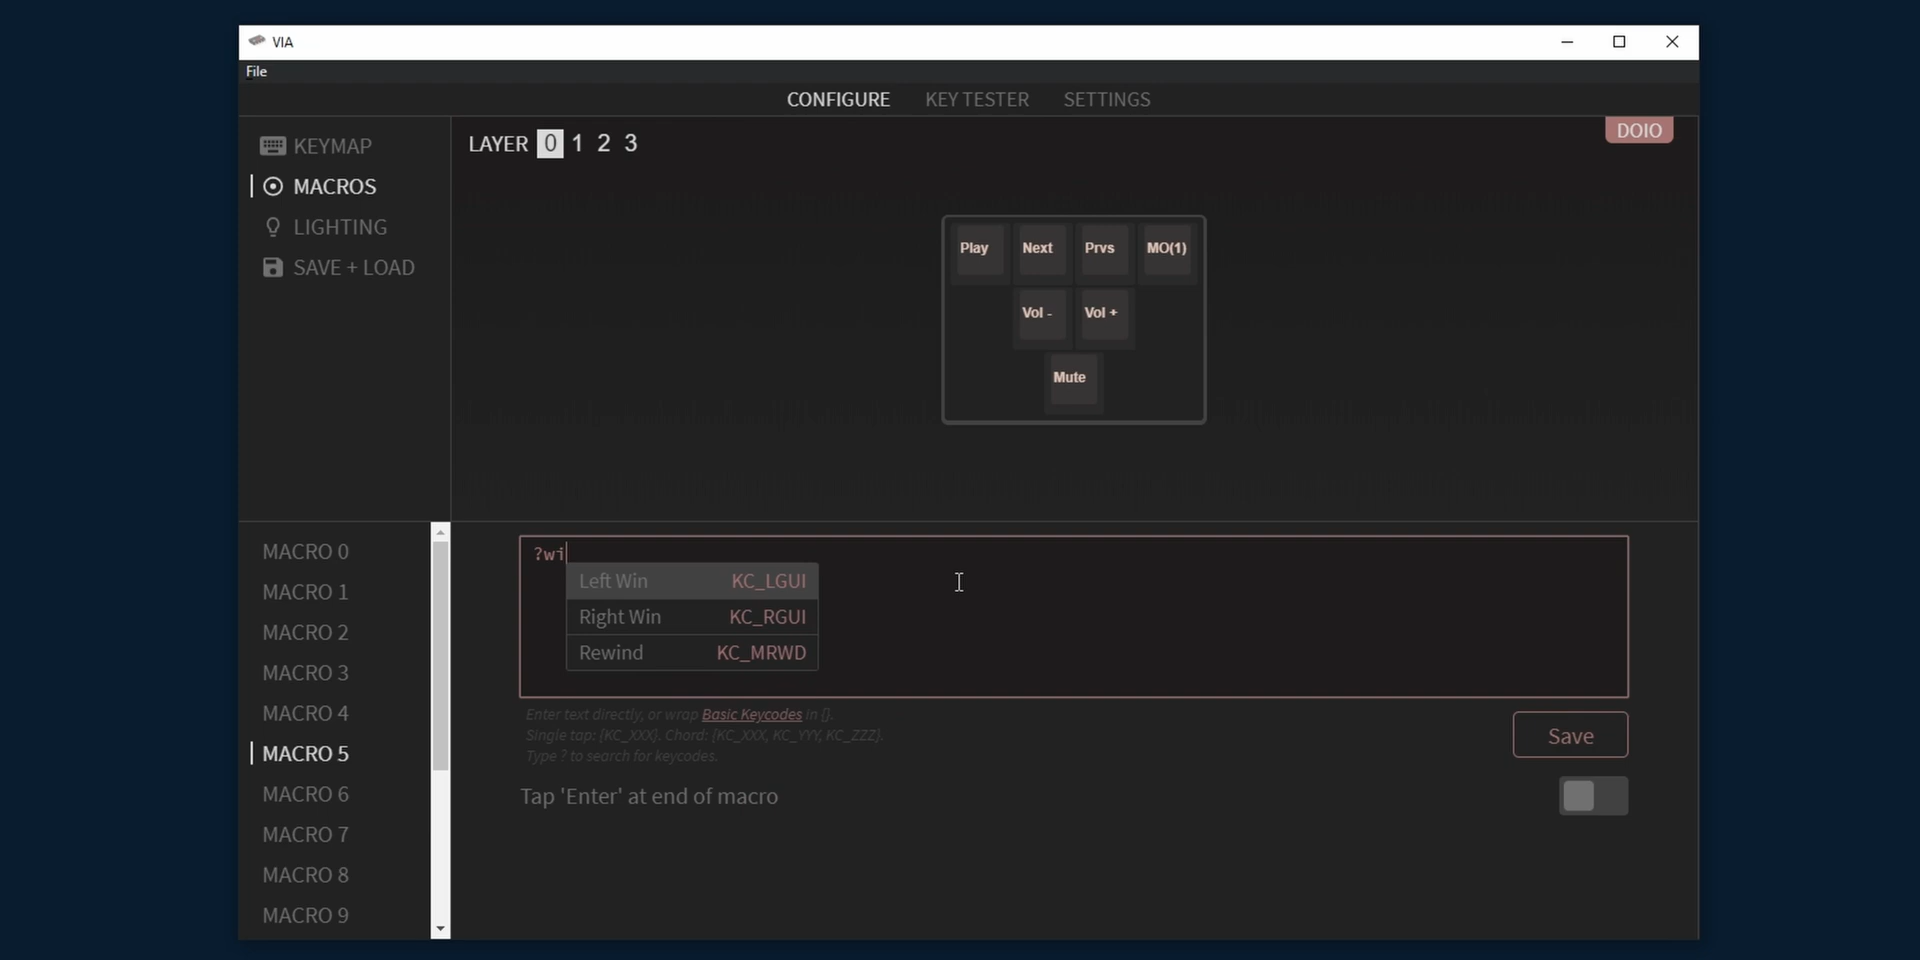 VIA
File
CONFIGURE KEY TESTER SETTINGS
KEYMAP
MACROS
LIGHTING
SAVE + LOAD
LAYER 0 1 2 3
DOIO
Play Next Prvs MO(1)
Vol - Vol +
Mute
MACRO 0
MACRO 1
MACRO 2
MACRO 3
MACRO 4
MACRO 5
MACRO 6
MACRO 7
MACRO 8
MACRO 9
?wi
Left Win KC_LGUI
Right Win KC_RGUI
Rewind KC_MRWD
Enter text directly, or wrap Basic Keycodes in {}.
Single tap: {KC_XXX}. Chord: {KC_XXX, KC_YYY, KC_ZZZ}.
Type ? to search for keycodes.
Save
Tap 'Enter' at end of macro